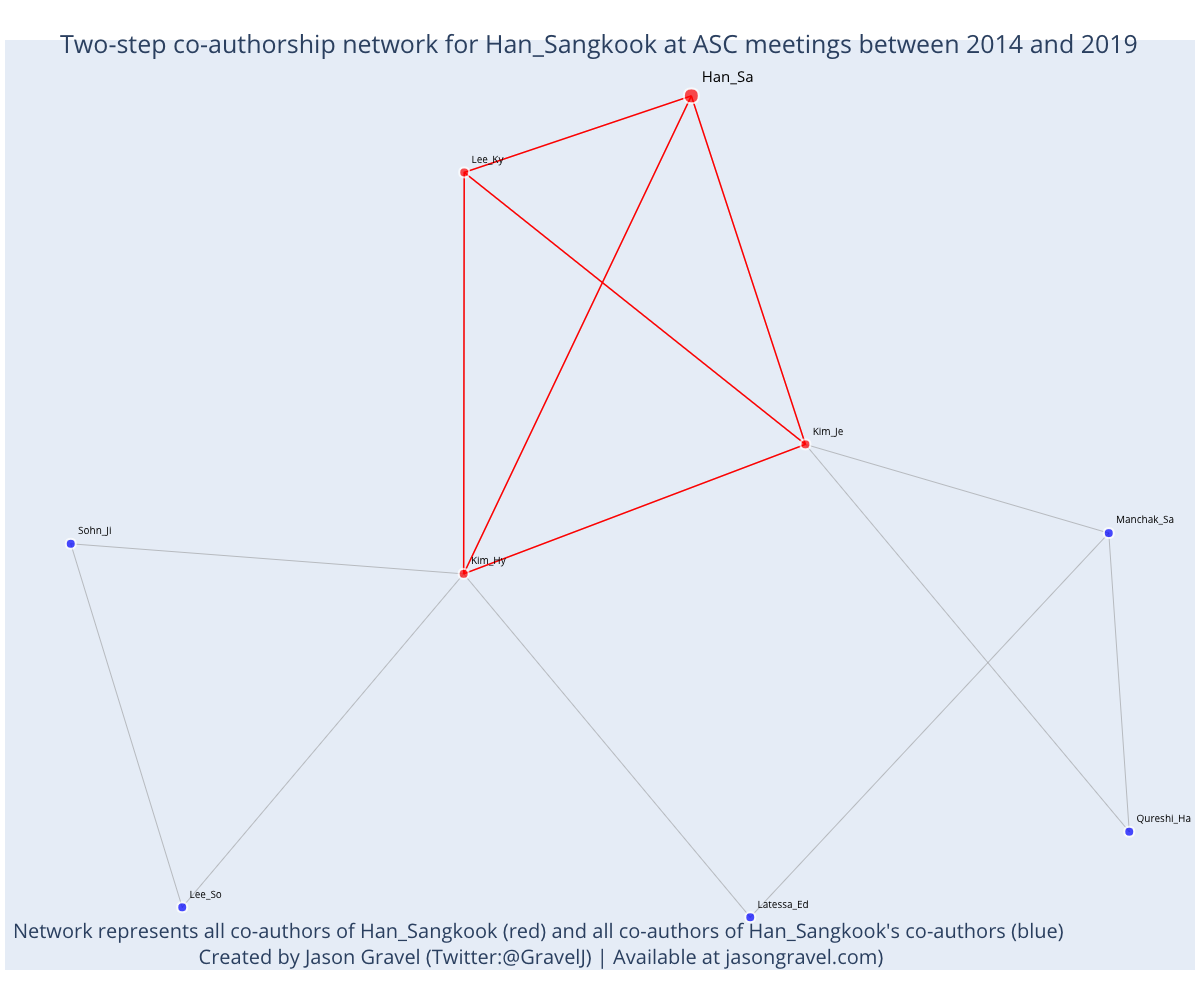 Two-step co-authorship network for Han_Sangkook at ASC meetings between 2014 and 2019
Han_Sa
Lee_Ky
Kim_Je
Manchak_Sa
Sohn_Ji
Kim_Hy
Qureshi_Ha
Lee_So
Latessa_Ed
Network represents all co-authors of Han_Sangkook (red) and all co-authors of Han_Sangkook's co-authors (blue)
Created by Jason Gravel (Twitter:@GravelJ) | Available at jasongravel.com)